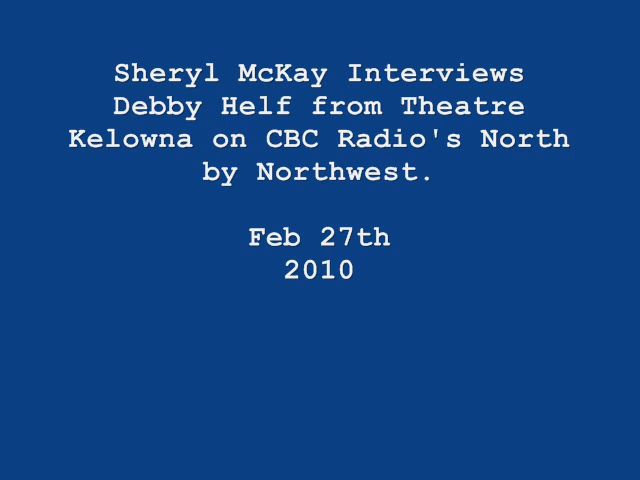 Sheryl McKay Interviews
Debby Helf from Theatre
Kelowna on CBC Radio's North
by Northwest.
Feb 27th
2010